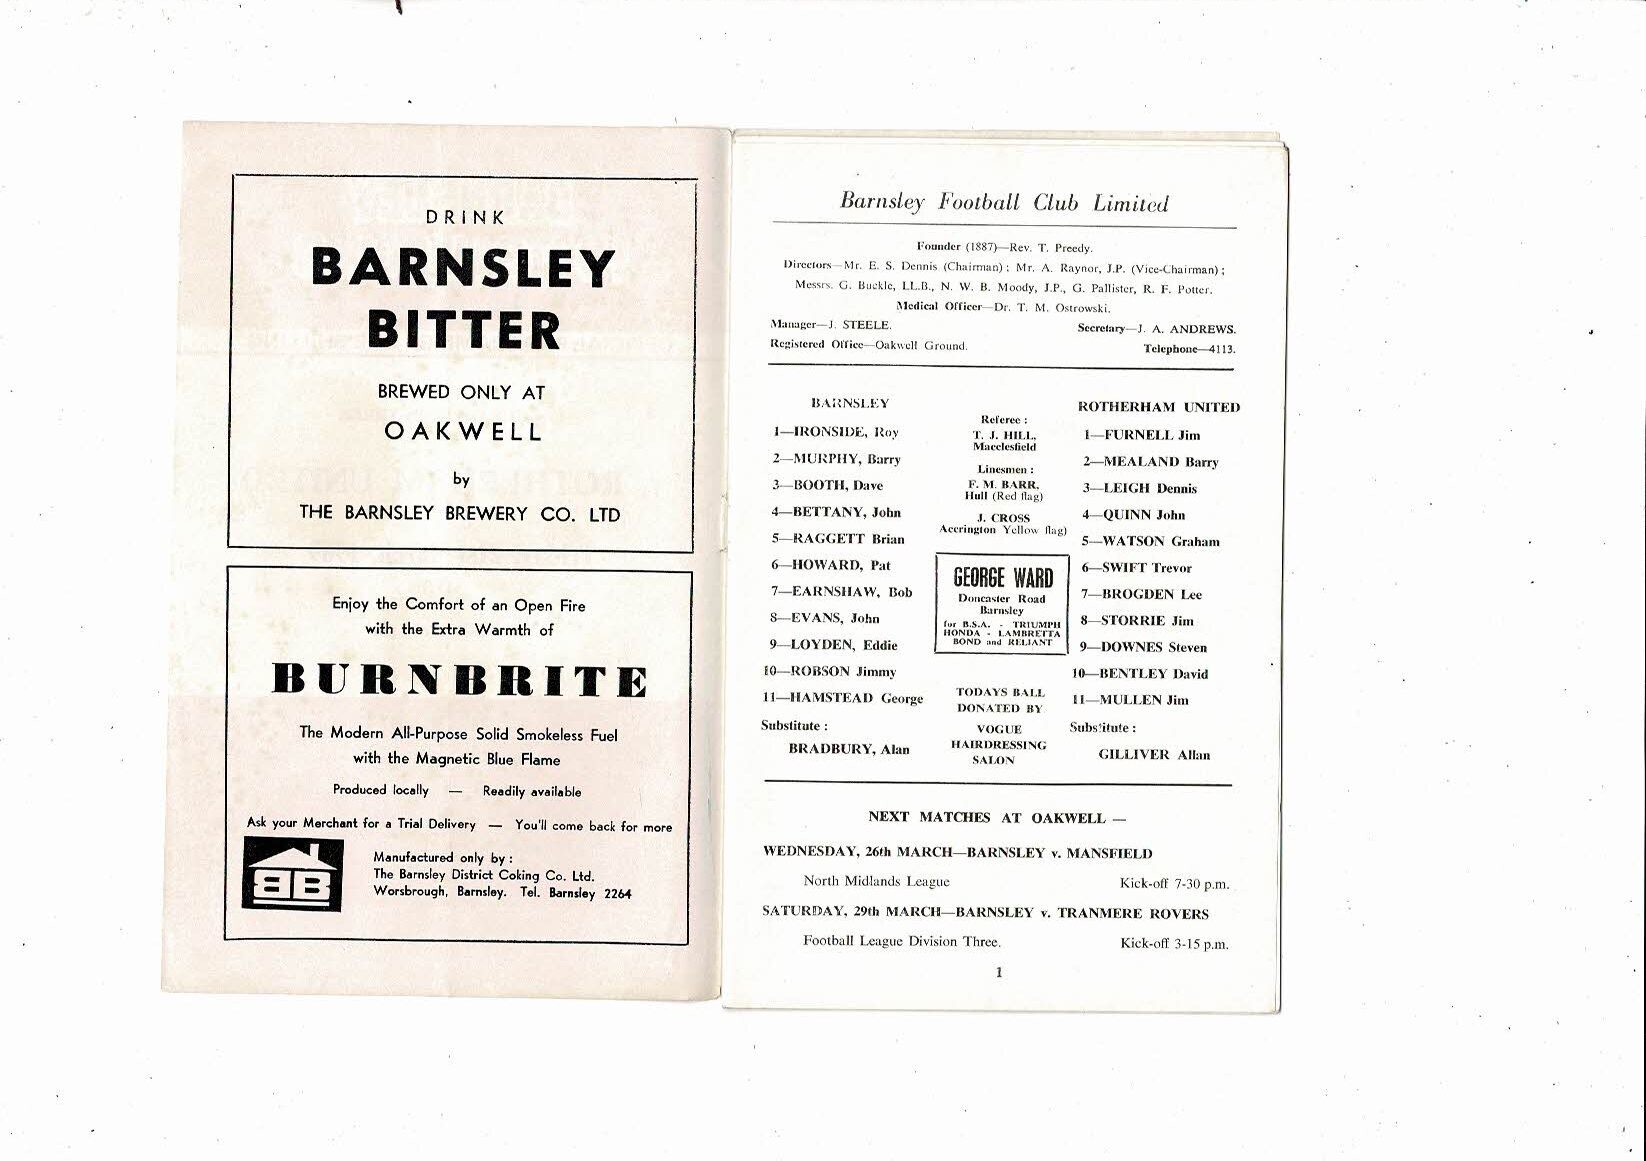 DRINK
BARNSLEY
BITTER
BREWED ONLY AT
OAKWELL
by
THE BARNSLEY BREWERY CO. LTD
Enjoy the Comfort of an Open Fire
with the Extra Warmth of
BURNBRITE
The Modern All-Purpose Solid Smokeless Fuel
with the Magnetic Blue Flame
Produced locally — Readily available
Ask your Merchant for a Trial Delivery — You'll come back for more
BB
Manufactured only by :
The Barnsley District Coking Co. Ltd.
Worsbrough, Barnsley. Tel. Barnsley 2264
Barnsley Football Club Limited
Founder (1887)—Rev. T. Preedy.
Directors—Mr. E. S. Dennis (Chairman) ; Mr. A. Raynor, J.P. (Vice-Chairman) ;
Messrs. G. Buckle, LL.B., N. W. B. Moody, J.P., G. Pallister, R. F. Potter.
Medical Officer—Dr. T. M. Ostrowski.
Manager—J. STEELE.
Secretary—J. A. ANDREWS.
Registered Office—Oakwell Ground.
Telephone—4113.
BARNSLEY
1—IRONSIDE, Roy
2—MURPHY, Barry
3—BOOTH, Dave
4—BETTANY, John
5—RAGGETT Brian
6—HOWARD, Pat
7—EARNSHAW, Bob
8—EVANS, John
9—LOYDEN, Eddie
10—ROBSON Jimmy
11—HAMSTEAD George
Substitute :
BRADBURY, Alan
Referee :
T. J. HILL,
Macclesfield
Linesmen :
F. M. BARR,
Hull (Red flag)
J. CROSS
Accrington Yellow flag)
GEORGE WARD
Doncaster Road
Barnsley
for B.S.A. - TRIUMPH
HONDA - LAMBRETTA
BOND and RELIANT
TODAYS BALL
DONATED BY
VOGUE
HAIRDRESSING
SALON
ROTHERHAM UNITED
1—FURNELL Jim
2—MEALAND Barry
3—LEIGH Dennis
4—QUINN John
5—WATSON Graham
6—SWIFT Trevor
7—BROGDEN Lee
8—STORRIE Jim
9—DOWNES Steven
10—BENTLEY David
11—MULLEN Jim
Substitute :
GILLIVER Allan
NEXT MATCHES AT OAKWELL —
WEDNESDAY, 26th MARCH—BARNSLEY v. MANSFIELD
North Midlands League Kick-off 7-30 p.m.
SATURDAY, 29th MARCH—BARNSLEY v. TRANMERE ROVERS
Football League Division Three. Kick-off 3-15 p.m.
1